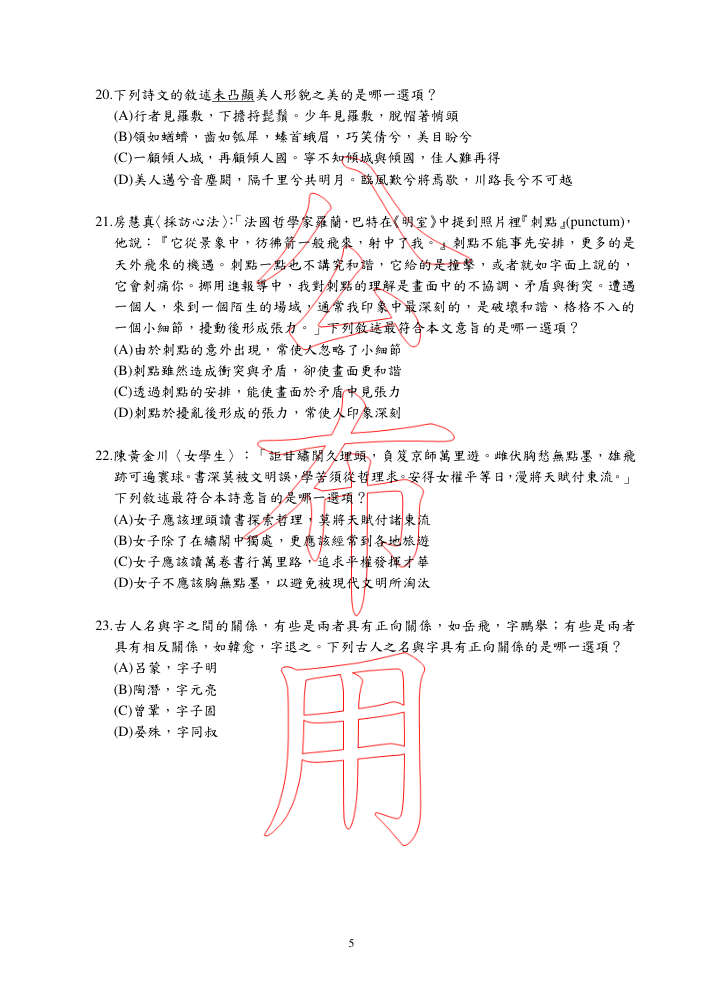 20.下列詩文的敘述未凸顯美人形貌之美的是哪一選項？
(A)行者見羅敷，下擔捋髭鬚。少年見羅敷，脫帽著帩頭
(B)領如蝤蠐，齒如瓠犀，螓首蛾眉，巧笑倩兮，美目盼兮
(C)一顧傾人城，再顧傾人國。寧不知傾城與傾國，佳人難再得
(D)美人邁兮音塵闕，隔千里兮共明月。臨風歎兮將焉歇，川路長兮不可越
21.房慧真〈採訪心法〉：「法國哲學家羅蘭．巴特在《明室》中提到照片裡『刺點』(punctum)，
他說：『它從景象中，彷彿箭一般飛來，射中了我。』刺點不能事先安排，更多的是
天外飛來的機遇。刺點一點也不講究和諧，它給的是撞擊，或者就如字面上說的，
它會刺痛你。挪用進報導中，我對刺點的理解是畫面中的不協調、矛盾與衝突。遭遇
一個人，來到一個陌生的場域，通常我印象中最深刻的，是破壞和諧、格格不入的
一個小細節，擾動後形成張力。」下列敘述最符合本文意旨的是哪一選項？
(A)由於刺點的意外出現，常使人忽略了小細節
(B)刺點雖然造成衝突與矛盾，卻使畫面更和諧
(C)透過刺點的安排，能使畫面於矛盾中見張力
(D)刺點於擾亂後形成的張力，常使人印象深刻
22.陳黃金川〈女學生〉：「詎甘繡閣久埋頭，負笈京師萬里遊。雌伏胸愁無點墨，雄飛
跡可遍寰球。書深莫被文明誤，學苦須從哲理求。安得女權平等日，漫將天賦付東流。」
下列敘述最符合本詩意旨的是哪一選項？
(A)女子應該埋頭讀書探索哲理，莫將天賦付諸東流
(B)女子除了在繡閣中獨處，更應該經常到各地旅遊
(C)女子應該讀萬卷書行萬里路，追求平權發揮才華
(D)女子不應該胸無點墨，以避免被現代文明所淘汰
23.古人名與字之間的關係，有些是兩者具有正向關係，如岳飛，字鵬舉；有些是兩者
具有相反關係，如韓愈，字退之。下列古人之名與字具有正向關係的是哪一選項？
(A)呂蒙，字子明
(B)陶潛，字元亮
(C)曾鞏，字子固
(D)晏殊，字同叔
公布用
5